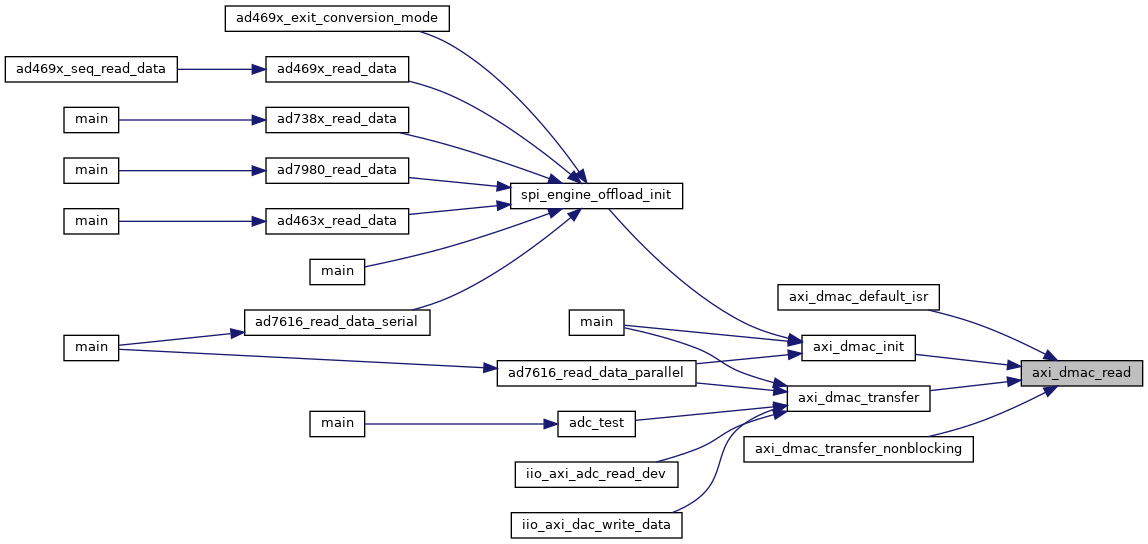 ad469x_exit_conversion_mode
ad469x_seq_read_data
ad469x_read_data
main
ad738x_read_data
main
ad7980_read_data
spi_engine_offload_init
main
ad463x_read_data
main
axi_dmac_default_isr
ad7616_read_data_serial
main
main
axi_dmac_init
ad7616_read_data_parallel
axi_dmac_read
axi_dmac_transfer
main
adc_test
axi_dmac_transfer_nonblocking
iio_axi_adc_read_dev
iio_axi_dac_write_data